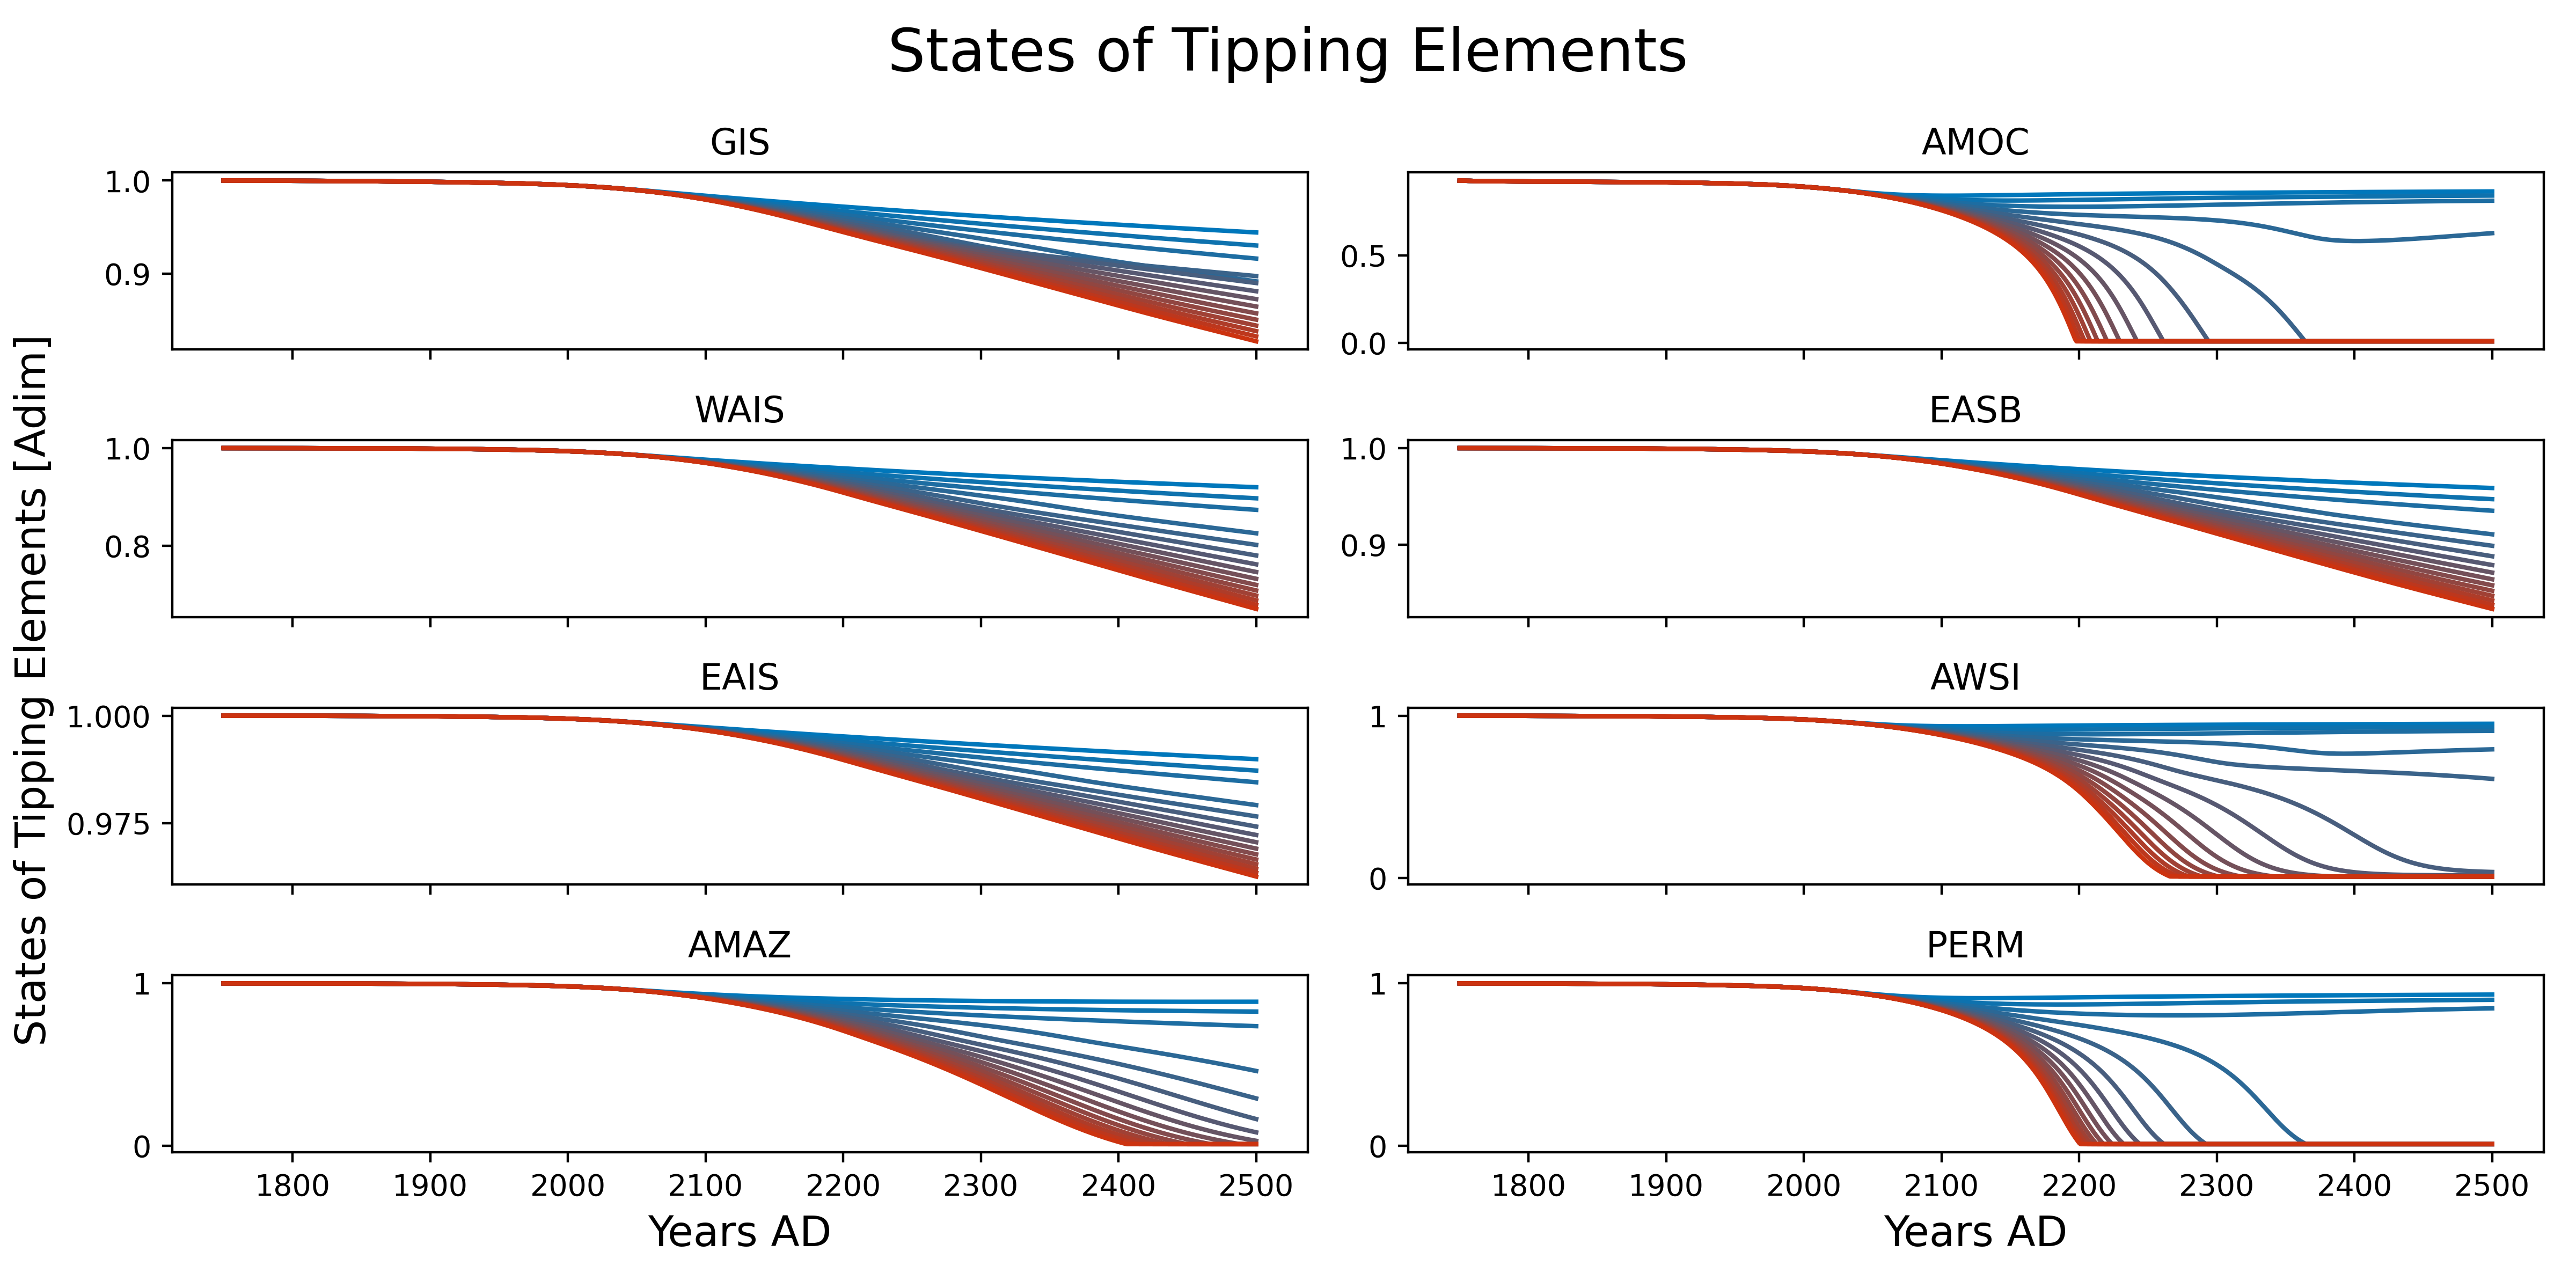 States of Tipping Elements
States of Tipping Elements [Adim]
GIS
1.0
0.9
AMOC
0.5
0.0
WAIS
1.0
0.8
EASB
1.0
0.9
EAIS
1.000
0.975
AWSI
1
0
AMAZ
1
0
1800 1900 2000 2100 2200 2300 2400 2500
Years AD
PERM
1
0
1800 1900 2000 2100 2200 2300 2400 2500
Years AD